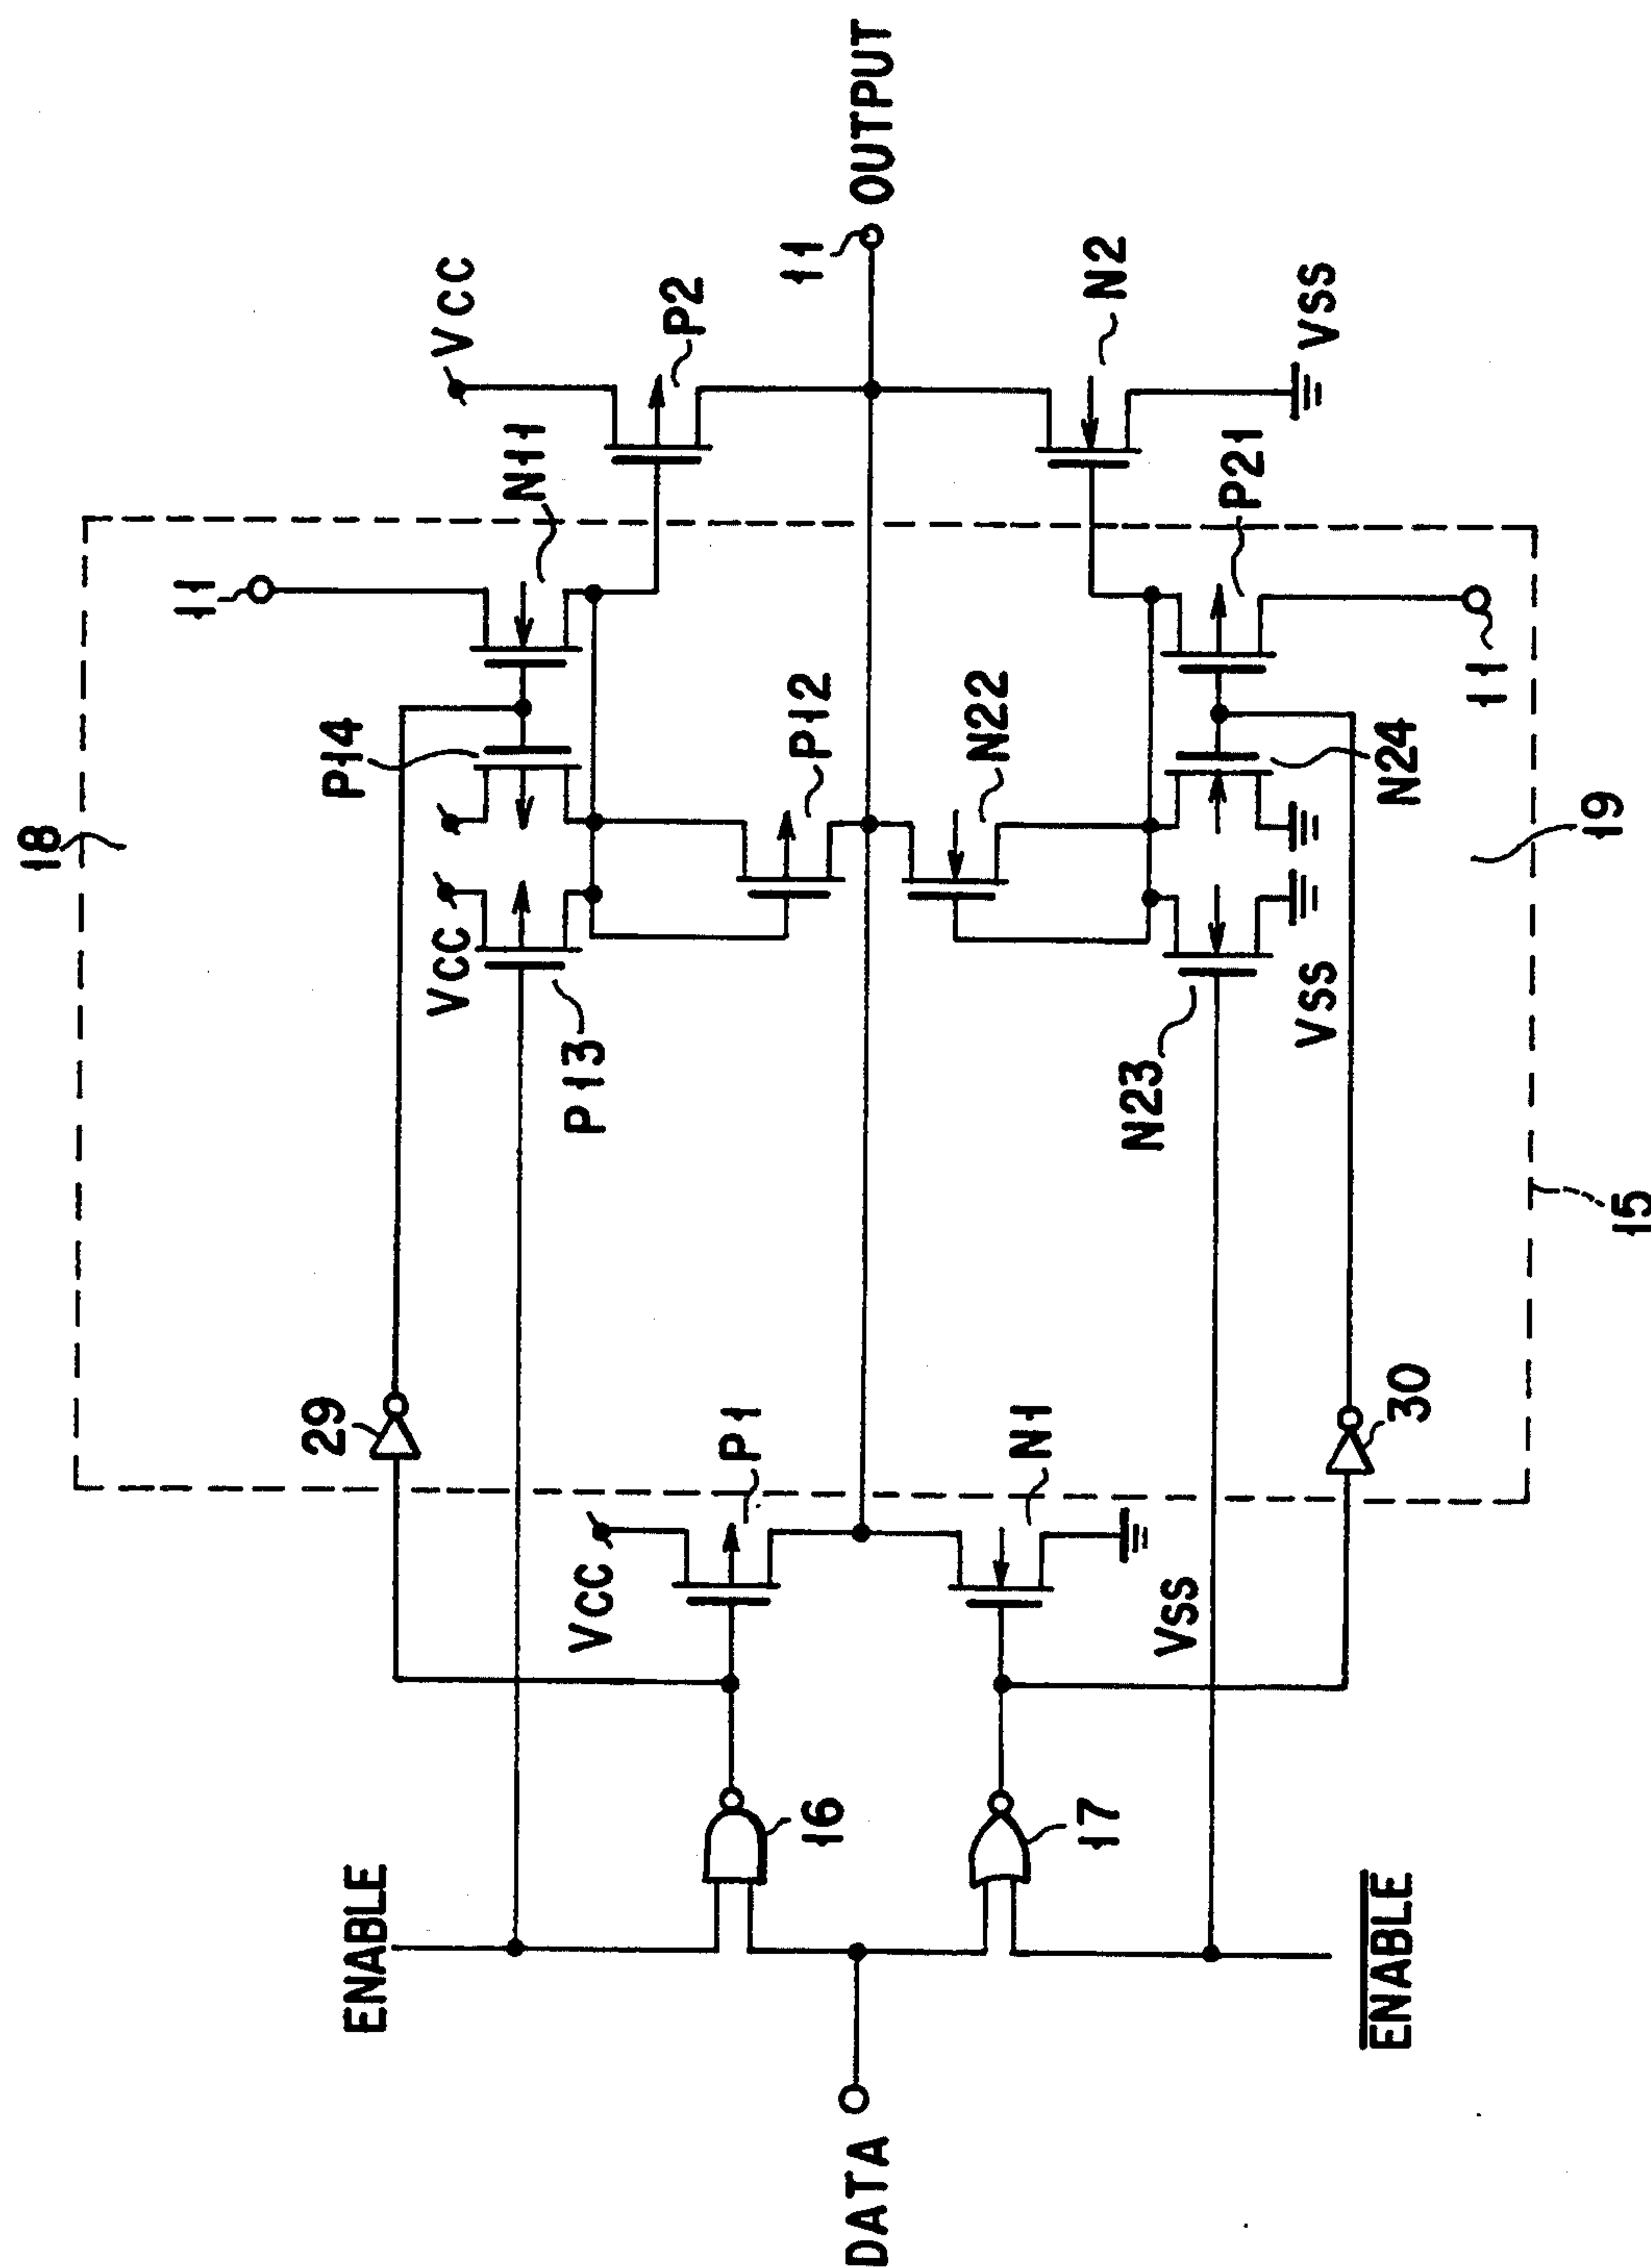 18
11
N11
VCC
P14
P2
VCC
P13
P12
11
OUTPUT
29
VCC
P1
ENABLE
16
DATA
17
N1
N22
N2
VSS
N23
VSS
P21
N24
11
VSS
ENABLE
30
19
15